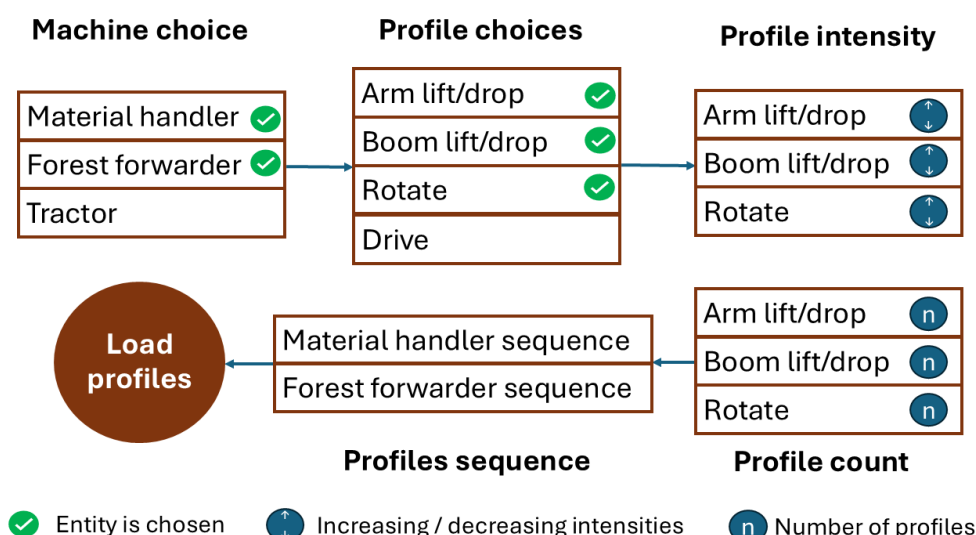 Machine choice
Profile choices
Profile intensity
Material handler
Forest forwarder
Tractor
Arm lift/drop
Boom lift/drop
Rotate
Drive
Arm lift/drop
Boom lift/drop
Rotate
Load
profiles
Material handler sequence
Forest forwarder sequence
Profiles sequence
Arm lift/drop n
Boom lift/drop n
Rotate n
Profile count
Entity is chosen
Increasing / decreasing intensities
n Number of profiles